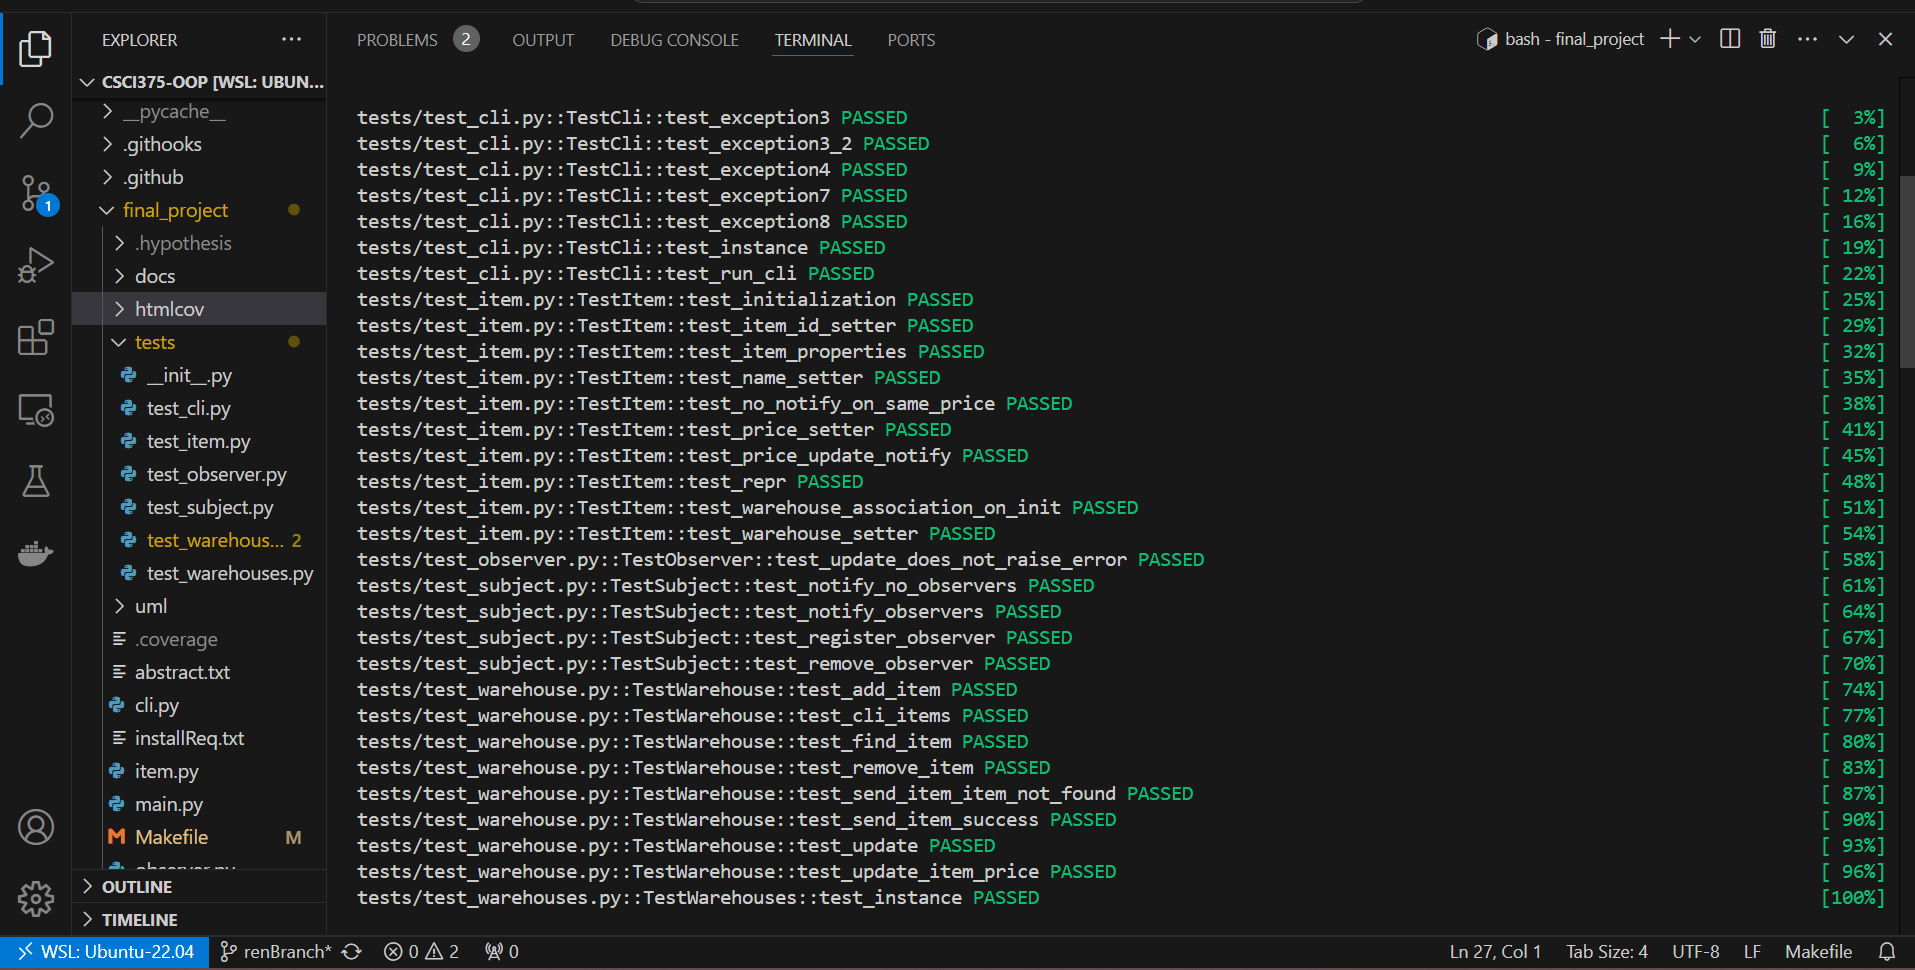 EXPLORER
CSCI375-OOP [WSL: UBUN...
__pycache__
.githooks
.github
final_project
.hypothesis
docs
htmlcov
tests
__init__.py
test_cli.py
test_item.py
test_observer.py
test_subject.py
test_warehous... 2
test_warehouses.py
uml
.coverage
abstract.txt
cli.py
installReq.txt
item.py
main.py
Makefile M
observer.py
OUTLINE
TIMELINE
1
PROBLEMS 2 OUTPUT DEBUG CONSOLE TERMINAL PORTS
bash - final_project
tests/test_cli.py::TestCli::test_exception3 PASSED [  3%]
tests/test_cli.py::TestCli::test_exception3_2 PASSED [  6%]
tests/test_cli.py::TestCli::test_exception4 PASSED [  9%]
tests/test_cli.py::TestCli::test_exception7 PASSED [ 12%]
tests/test_cli.py::TestCli::test_exception8 PASSED [ 16%]
tests/test_cli.py::TestCli::test_instance PASSED [ 19%]
tests/test_cli.py::TestCli::test_run_cli PASSED [ 22%]
tests/test_item.py::TestItem::test_initialization PASSED [ 25%]
tests/test_item.py::TestItem::test_item_id_setter PASSED [ 29%]
tests/test_item.py::TestItem::test_item_properties PASSED [ 32%]
tests/test_item.py::TestItem::test_name_setter PASSED [ 35%]
tests/test_item.py::TestItem::test_no_notify_on_same_price PASSED [ 38%]
tests/test_item.py::TestItem::test_price_setter PASSED [ 41%]
tests/test_item.py::TestItem::test_price_update_notify PASSED [ 45%]
tests/test_item.py::TestItem::test_repr PASSED [ 48%]
tests/test_item.py::TestItem::test_warehouse_association_on_init PASSED [ 51%]
tests/test_item.py::TestItem::test_warehouse_setter PASSED [ 54%]
tests/test_observer.py::TestObserver::test_update_does_not_raise_error PASSED [ 58%]
tests/test_subject.py::TestSubject::test_notify_no_observers PASSED [ 61%]
tests/test_subject.py::TestSubject::test_notify_observers PASSED [ 64%]
tests/test_subject.py::TestSubject::test_register_observer PASSED [ 67%]
tests/test_subject.py::TestSubject::test_remove_observer PASSED [ 70%]
tests/test_warehouse.py::TestWarehouse::test_add_item PASSED [ 74%]
tests/test_warehouse.py::TestWarehouse::test_cli_items PASSED [ 77%]
tests/test_warehouse.py::TestWarehouse::test_find_item PASSED [ 80%]
tests/test_warehouse.py::TestWarehouse::test_remove_item PASSED [ 83%]
tests/test_warehouse.py::TestWarehouse::test_send_item_item_not_found PASSED [ 87%]
tests/test_warehouse.py::TestWarehouse::test_send_item_success PASSED [ 90%]
tests/test_warehouse.py::TestWarehouse::test_update PASSED [ 93%]
tests/test_warehouse.py::TestWarehouse::test_update_item_price PASSED [ 96%]
tests/test_warehouses.py::TestWarehouses::test_instance PASSED [100%]
WSL: Ubuntu-22.04 renBranch* 0 2 0 Ln 27, Col 1 Tab Size: 4 UTF-8 LF Makefile